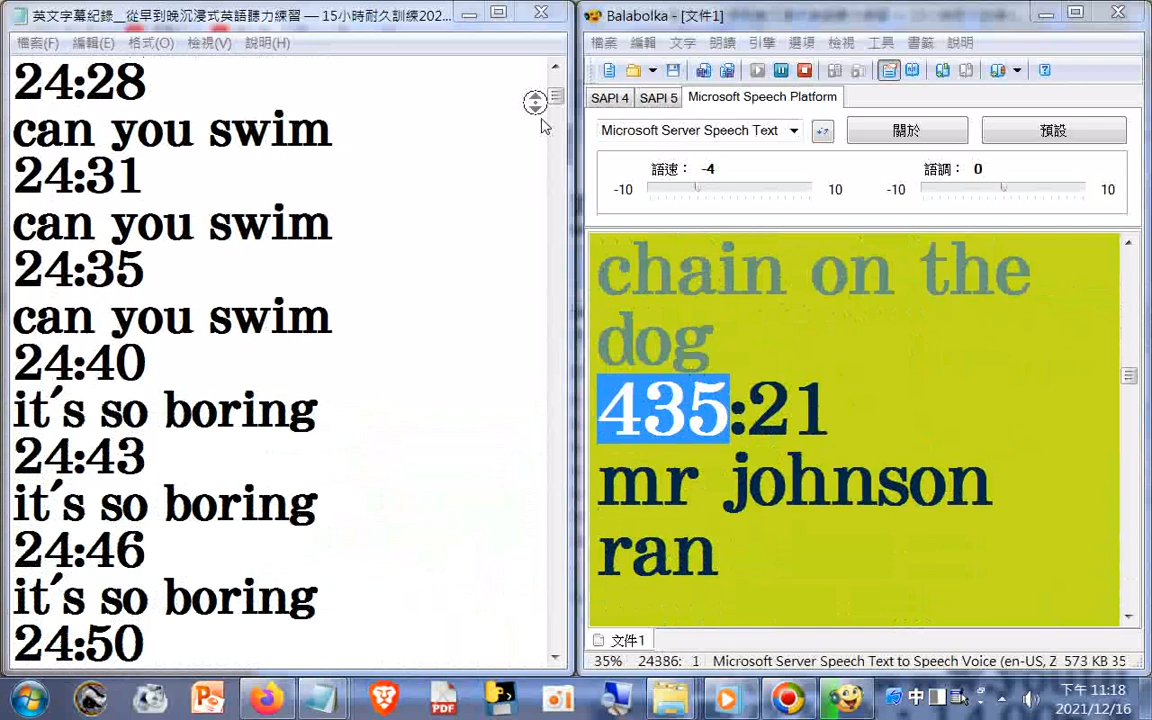 英文字幕紀錄__從早到晚沉浸式英語聽力練習 — 15小時耐久訓練202...
檔案(F) 編輯(E) 格式(O) 檢視(V) 說明(H)
24:28
can you swim
24:31
can you swim
24:35
can you swim
24:40
it's so boring
24:43
it's so boring
24:46
it's so boring
24:50
Balabolka - [文件1]
檔案 編輯 文字 朗讀 引擎 選項 檢視 工具 書籤 說明
SAPI 4 SAPI 5 Microsoft Speech Platform
Microsoft Server Speech Text 關於 預設
語速： -4 語調： 0
-10 10 -10 10
chain on the
dog
435:21
mr johnson
ran
文件1
35% 24386: 1 Microsoft Server Speech Text to Speech Voice (en-US, Z 573 KB 35
PDF
中
下午 11:18
2021/12/16